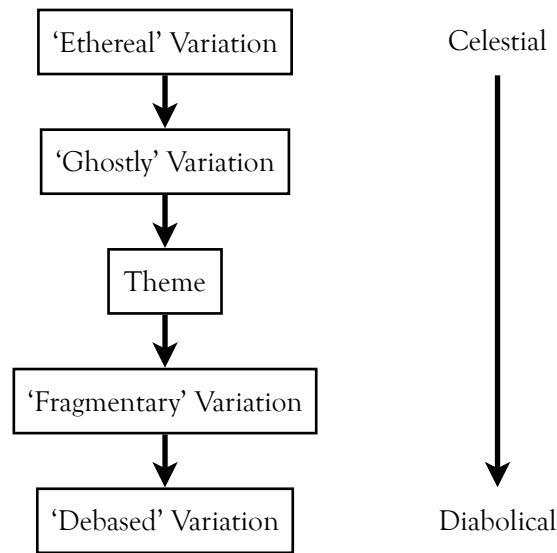 ‘Ethereal’ Variation
Celestial
‘Ghostly’ Variation
Theme
‘Fragmentary’ Variation
‘Debased’ Variation
Diabolical